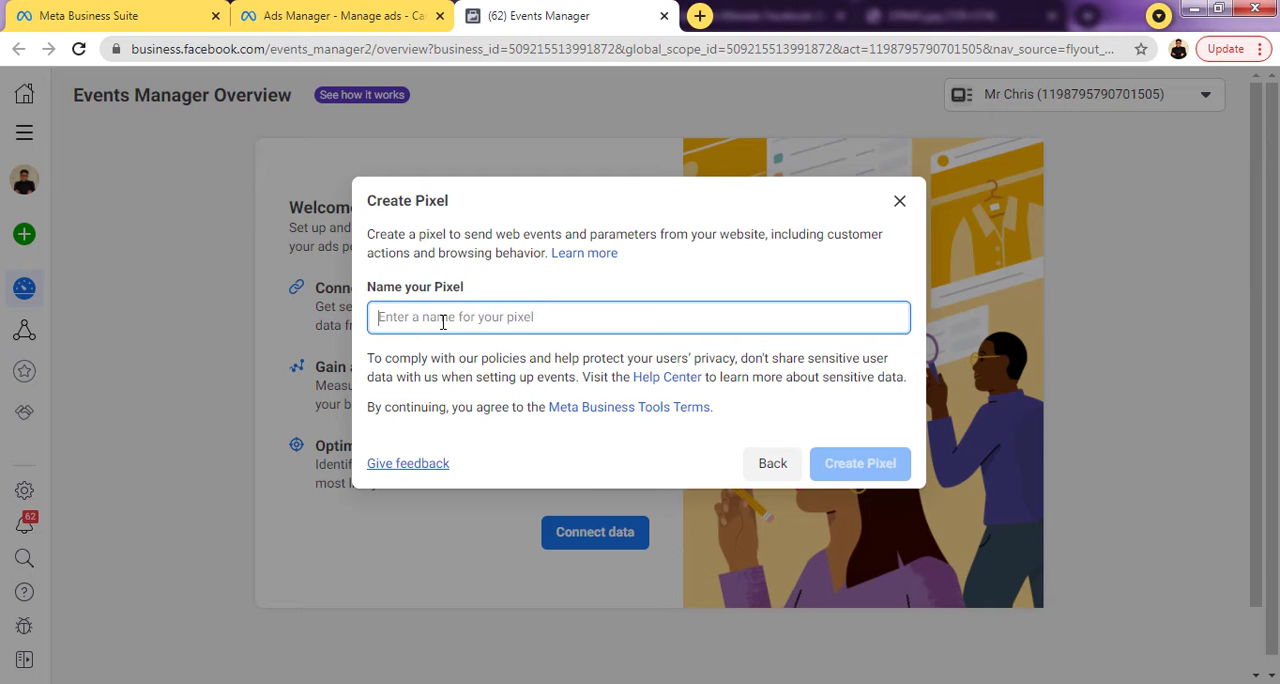 Meta Business Suite
Ads Manager - Manage ads - Ca
(62) Events Manager
business.facebook.com/events_manager2/overview?business_id=509215513991872&global_scope_id=509215513991872&act=1198795790701505&nav_source=flyout_...
Update
Events Manager Overview
See how it works
Mr Chris (1198795790701505)
Create Pixel
Create a pixel to send web events and parameters from your website, including customer
actions and browsing behavior. Learn more
Name your Pixel
Enter a name for your pixel
To comply with our policies and help protect your users' privacy, don't share sensitive user
data with us when setting up events. Visit the Help Center to learn more about sensitive data.
By continuing, you agree to the Meta Business Tools Terms.
Give feedback
Back
Create Pixel
Welcom
Set up and
your ads pe
Conn
Get se
data fr
Gain a
Measu
your b
Optim
Identif
most l
Connect data
62